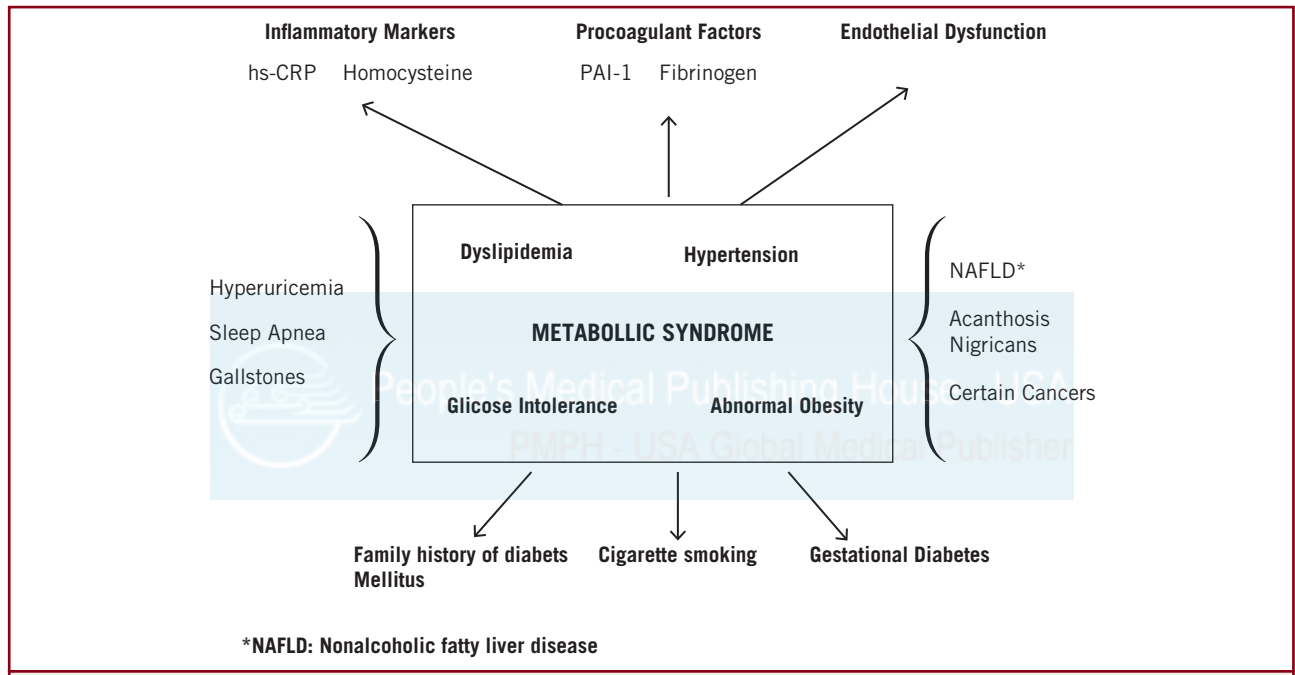 Inflammatory Markers Procoagulant Factors Endothelial Dysfunction
hs-CRP Homocysteine PAI-1 Fibrinogen
Dyslipidemia Hypertension
Hyperuricemia
Sleep Apnea
Gallstones
METABOLLIC SYNDROME
NAFLD*
Acanthosis
Nigricans
Certain Cancers
Glicose Intolerance Abnormal Obesity
People's Medical Publishing House - USA
PMPH - USA Global Medical Publisher
Family history of diabets
Mellitus
Cigarette smoking
Gestational Diabetes
*NAFLD: Nonalcoholic fatty liver disease